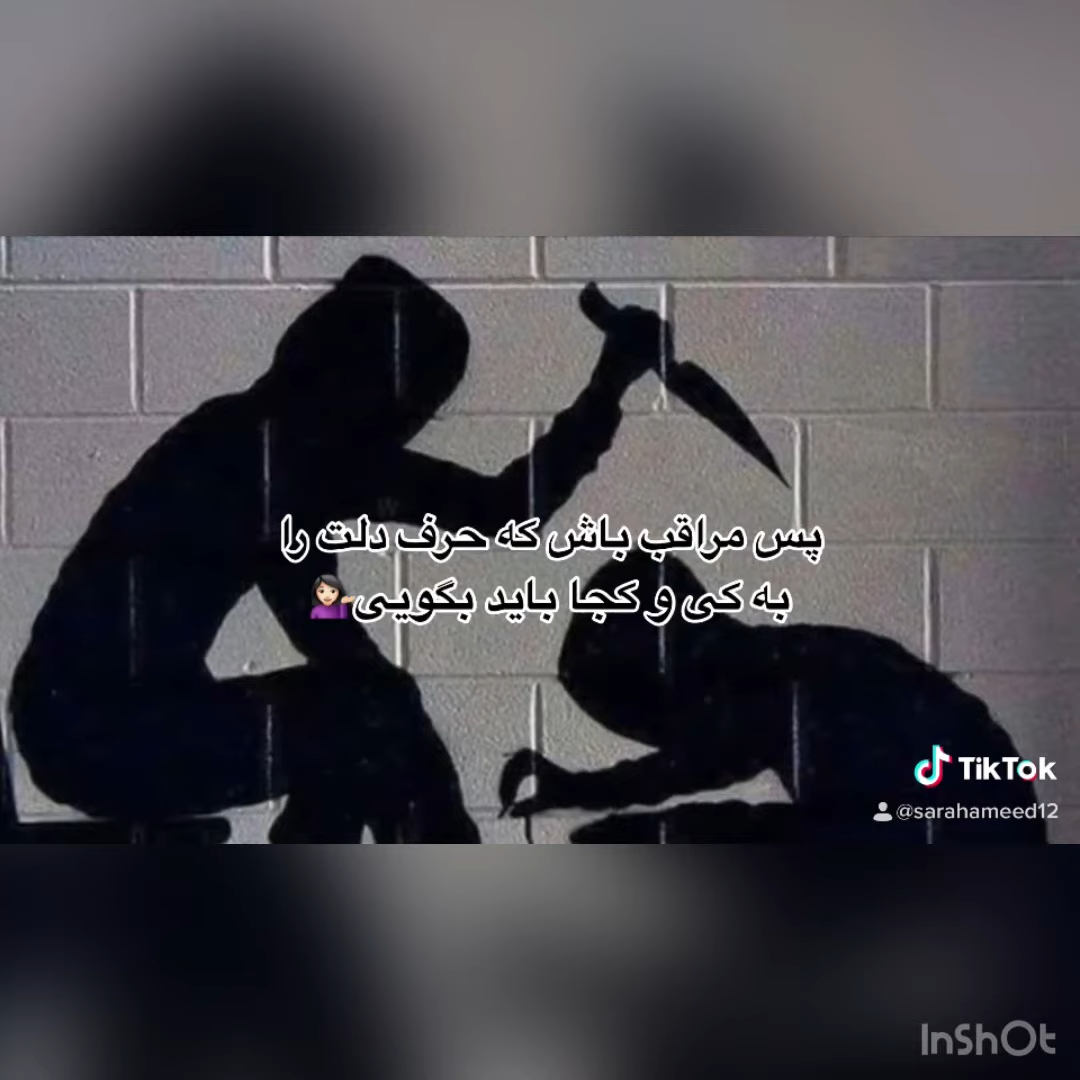 پس مراقب باش که حرف دلت را
به کی و کجا باید بگویی💁🏻‍♀️
TikTok
@sarahameed12
InShOt